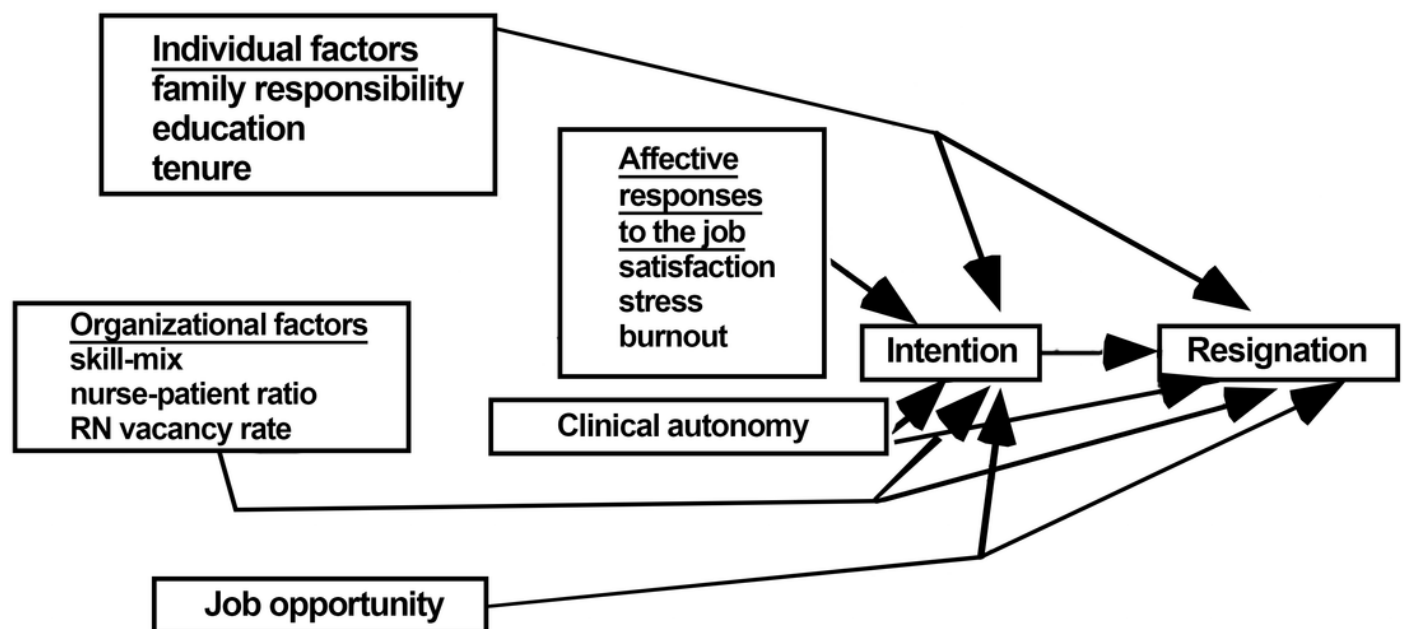 Individual factors
family responsibility
education
tenure
Affective
responses
to the job
satisfaction
stress
burnout
Organizational factors
skill-mix
nurse-patient ratio
RN vacancy rate
Intention
Resignation
Clinical autonomy
Job opportunity